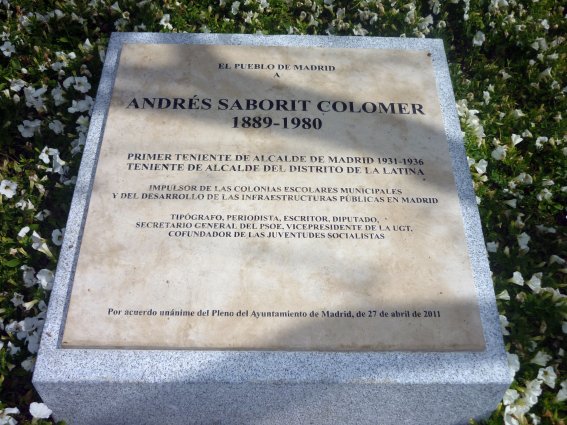 EL PUEBLO DE MADRID
A
ANDRÉS SABORIT COLOMER
1889-1980
PRIMER TENIENTE DE ALCALDE DE MADRID 1931-1936
TENIENTE DE ALCALDE DEL DISTRITO DE LA LATINA
IMPULSOR DE LAS COLONIAS ESCOLARES MUNICIPALES
Y DEL DESARROLLO DE LAS INFRAESTRUCTURAS PÚBLICAS EN MADRID
TIPÓGRAFO, PERIODISTA, ESCRITOR, DIPUTADO,
SECRETARIO GENERAL DEL PSOE, VICEPRESIDENTE DE LA UGT,
COFUNDADOR DE LAS JUVENTUDES SOCIALISTAS
Por acuerdo unánime del Pleno del Ayuntamiento de Madrid, de 27 de abril de 2011